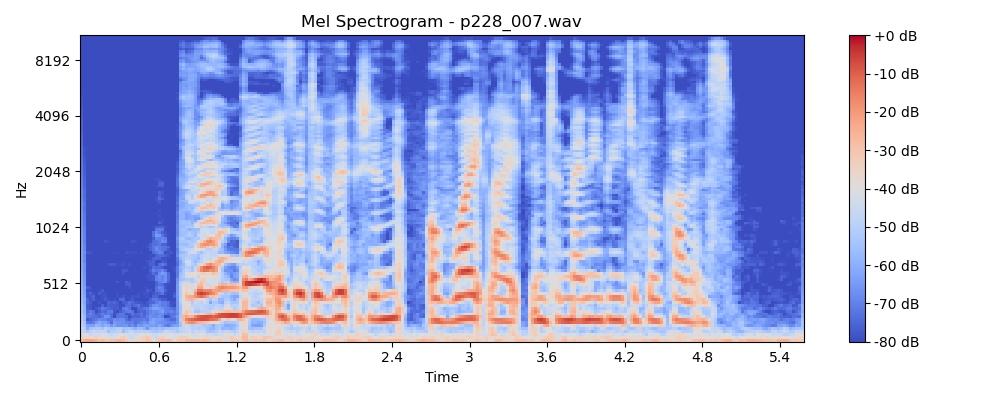 Mel Spectrogram - p228_007.wav
Hz
8192
4096
2048
1024
512
0
0 0.6 1.2 1.8 2.4 3 3.6 4.2 4.8 5.4
Time
+0 dB
-10 dB
-20 dB
-30 dB
-40 dB
-50 dB
-60 dB
-70 dB
-80 dB